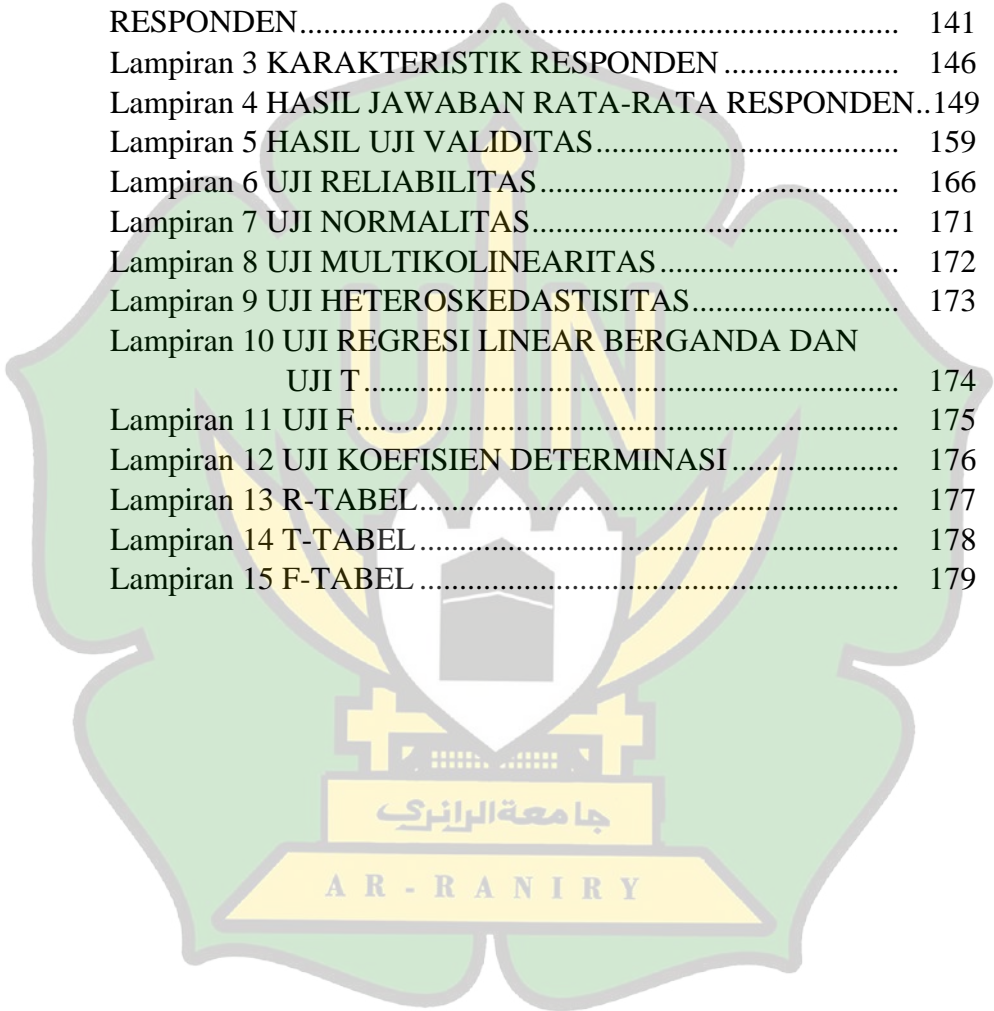 RESPONDEN.................................................................................. 141
Lampiran 3 KARAKTERISTIK RESPONDEN ........................ 146
Lampiran 4 HASIL JAWABAN RATA-RATA RESPONDEN..149
Lampiran 5 HASIL UJI VALIDITAS......................................... 159
Lampiran 6 UJI RELIABILITAS................................................. 166
Lampiran 7 UJI NORMALITAS.................................................. 171
Lampiran 8 UJI MULTIKOLINEARITAS ............................. 172
Lampiran 9 UJI HETEROSKEDASTISITAS............................ 173
Lampiran 10 UJI REGRESI LINEAR BERGANDA DAN
UJI T......................................................................... 174
Lampiran 11 UJI F.......................................................................... 175
Lampiran 12 UJI KOEFISIEN DETERMINASI ....................... 176
Lampiran 13 R-TABEL.................................................................. 177
Lampiran 14 T-TABEL .................................................................. 178
Lampiran 15 F-TABEL .................................................................. 179
UIN
جامعة الرانري
AR-RANIRY